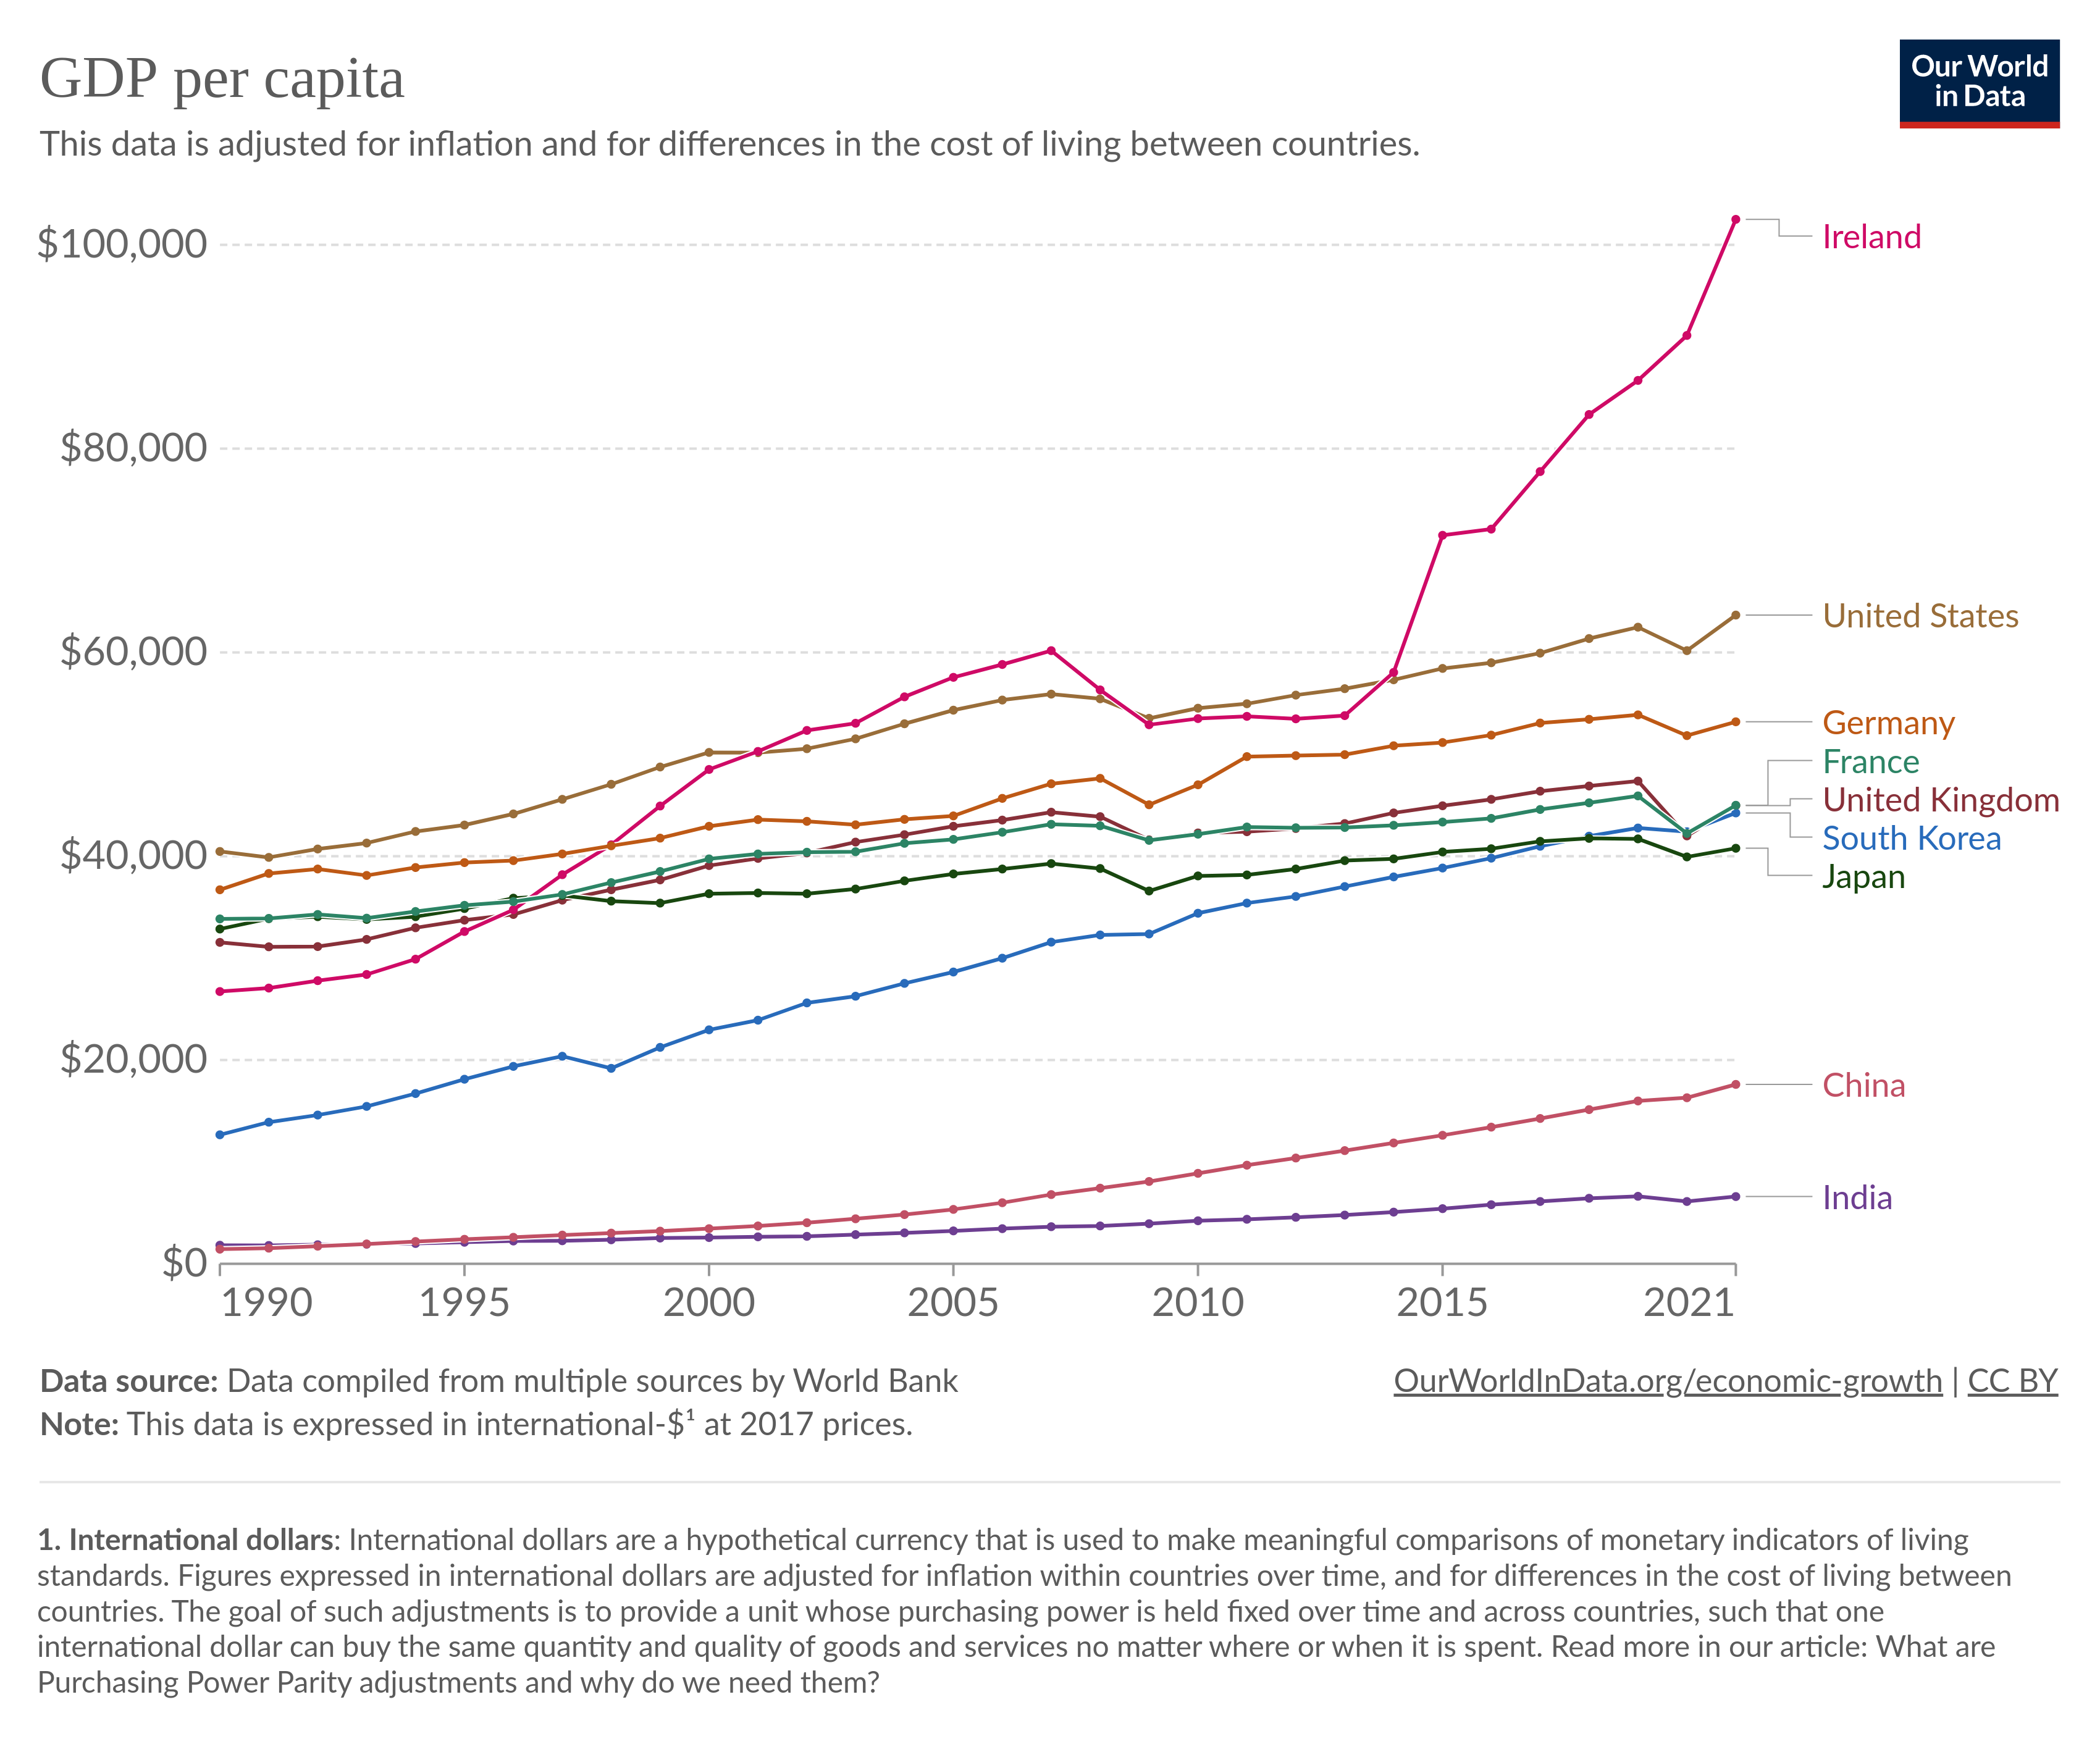 GDP per capita
Our World
in Data
This data is adjusted for inflation and for differences in the cost of living between countries.
$100,000
$80,000
$60,000
$40,000
$20,000
$0
Ireland
United States
Germany
France
United Kingdom
South Korea
Japan
China
India
1990
1995
2000
2005
2010
2015
2021
Data source: Data compiled from multiple sources by World Bank
OurWorldInData.org/economic-growth | CC BY
Note: This data is expressed in international-$¹ at 2017 prices.
1. International dollars: International dollars are a hypothetical currency that is used to make meaningful comparisons of monetary indicators of living
standards. Figures expressed in international dollars are adjusted for inflation within countries over time, and for differences in the cost of living between
countries. The goal of such adjustments is to provide a unit whose purchasing power is held fixed over time and across countries, such that one
international dollar can buy the same quantity and quality of goods and services no matter where or when it is spent. Read more in our article: What are
Purchasing Power Parity adjustments and why do we need them?